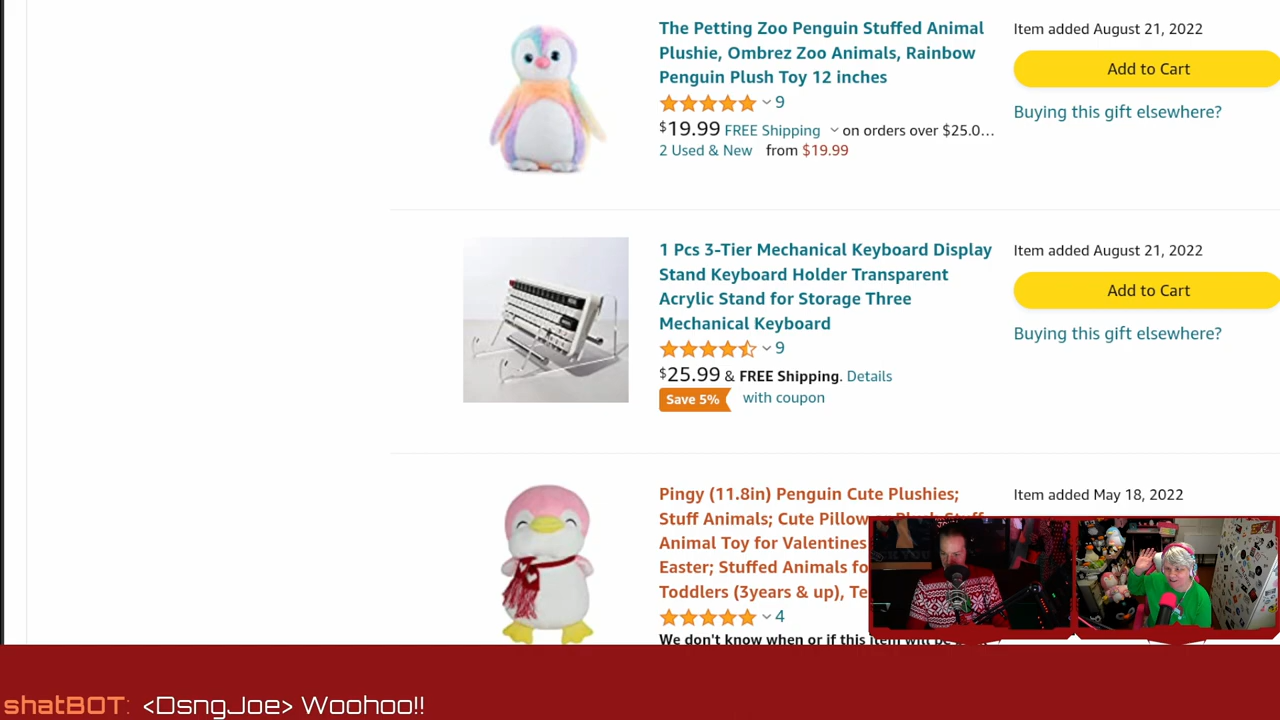 The Petting Zoo Penguin Stuffed Animal
Plushie, Ombrez Zoo Animals, Rainbow
Penguin Plush Toy 12 inches
9
$19.99 FREE Shipping on orders over $25.0…
2 Used & New from $19.99
Item added August 21, 2022
Add to Cart
Buying this gift elsewhere?
1 Pcs 3-Tier Mechanical Keyboard Display
Stand Keyboard Holder Transparent
Acrylic Stand for Storage Three
Mechanical Keyboard
9
$25.99 & FREE Shipping. Details
Save 5% with coupon
Item added August 21, 2022
Add to Cart
Buying this gift elsewhere?
Pingy (11.8in) Penguin Cute Plushies;
Stuff Animals; Cute Pillow
Animal Toy for Valentines
Easter; Stuffed Animals fo
Toddlers (3years & up), Te
4
We don't know when or if this item will be
Item added May 18, 2022
shatBOT: <DsngJoe> Woohoo!!